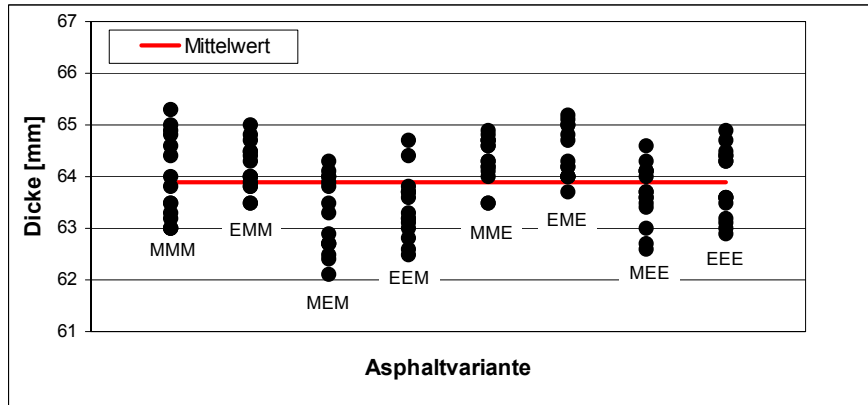 67
Mittelwert
66
65
64
63
62
61
Dicke [mm]
MMM
EMM
MEM
EEM
MME
EME
MEE
EEE
Asphaltvariante